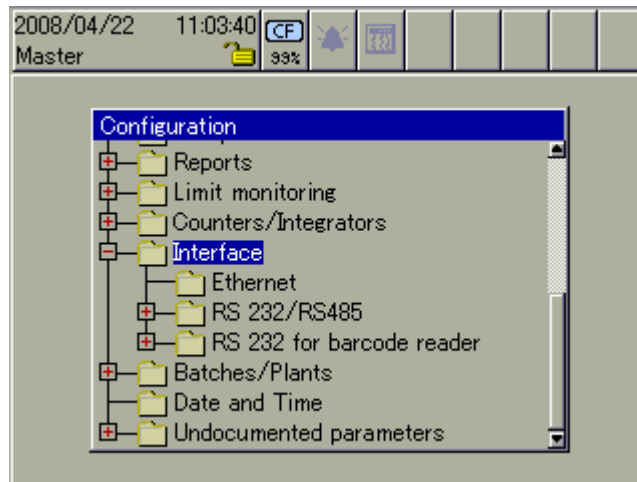 2008/04/22 11:03:40
Master
CF
99%
Configuration
Reports
Limit monitoring
Counters/Integrators
Interface
Ethernet
RS 232/RS485
RS 232 for barcode reader
Batches/Plants
Date and Time
Undocumented parameters